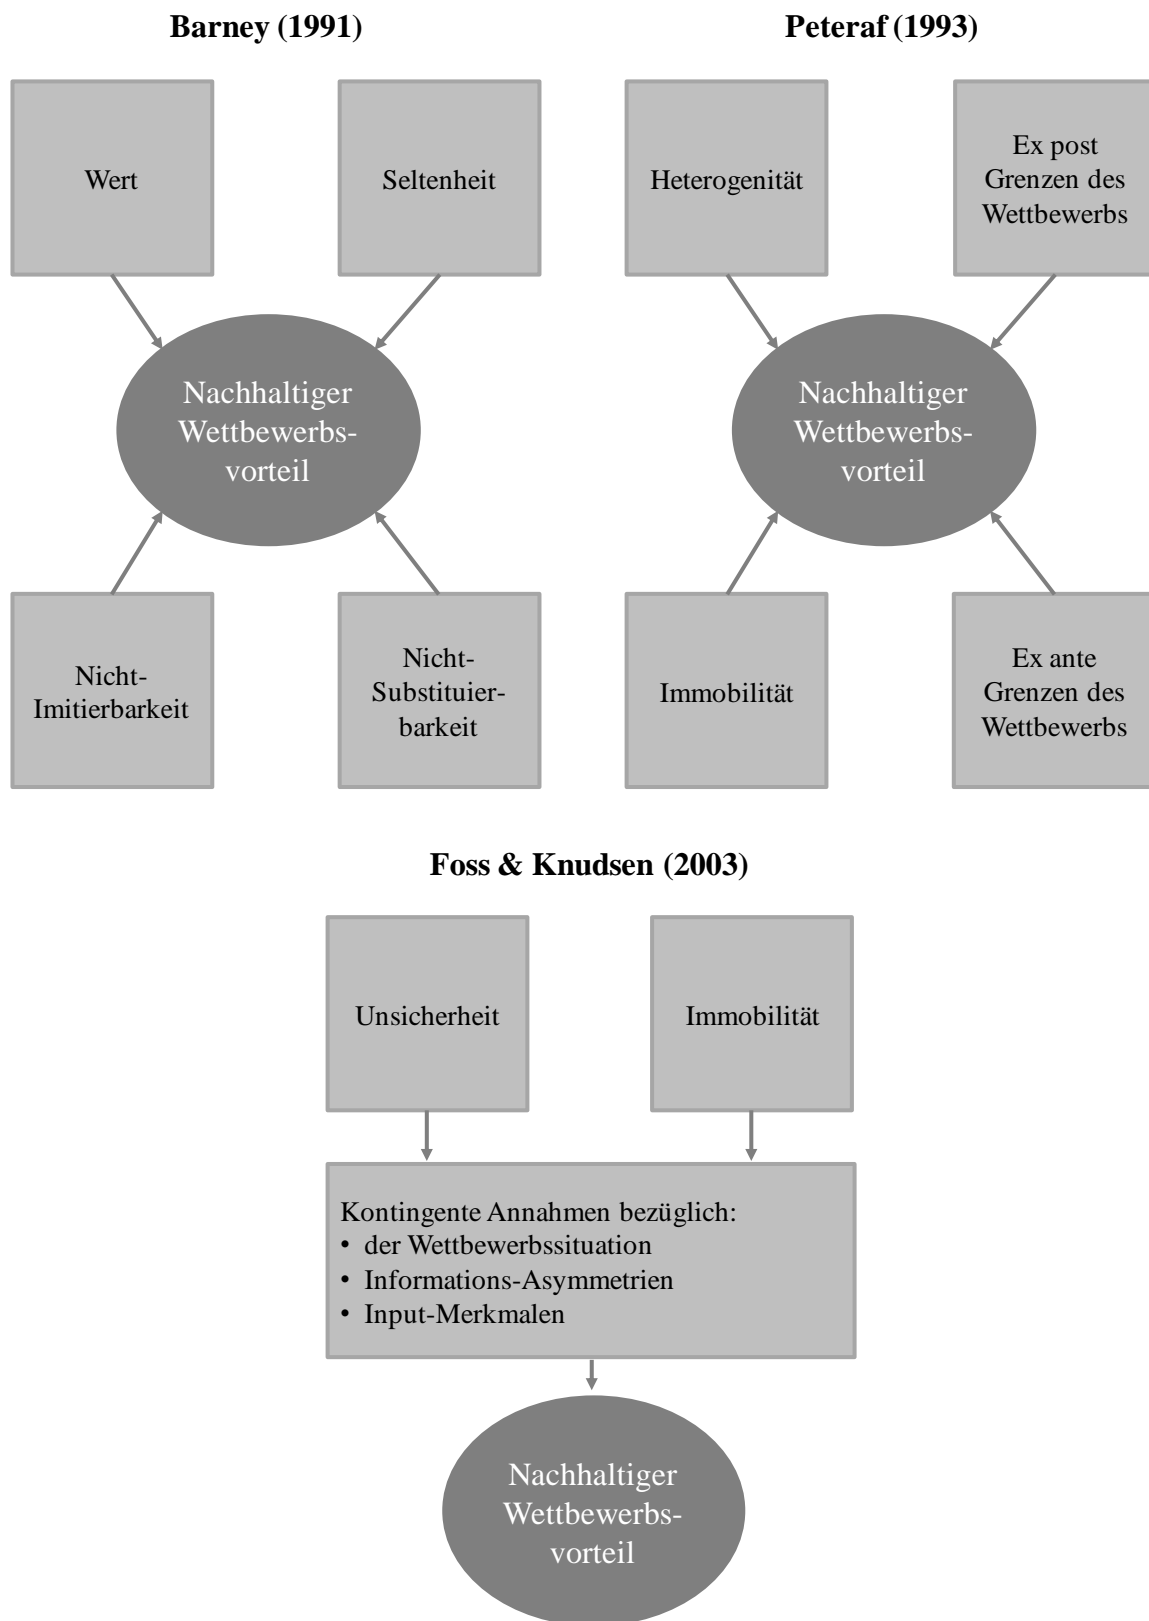 Barney (1991)
Peteraf (1993)
Wert
Seltenheit
Nachhaltiger
Wettbewerbs-
vorteil
Nicht-
Imitierbarkeit
Nicht-
Substituier-
barkeit
Heterogenität
Ex post
Grenzen des
Wettbewerbs
Nachhaltiger
Wettbewerbs-
vorteil
Immobilität
Ex ante
Grenzen des
Wettbewerbs
Foss & Knudsen (2003)
Unsicherheit
Immobilität
Kontingente Annahmen bezüglich:
• der Wettbewerbssituation
• Informations-Asymmetrien
• Input-Merkmalen
Nachhaltiger
Wettbewerbs-
vorteil